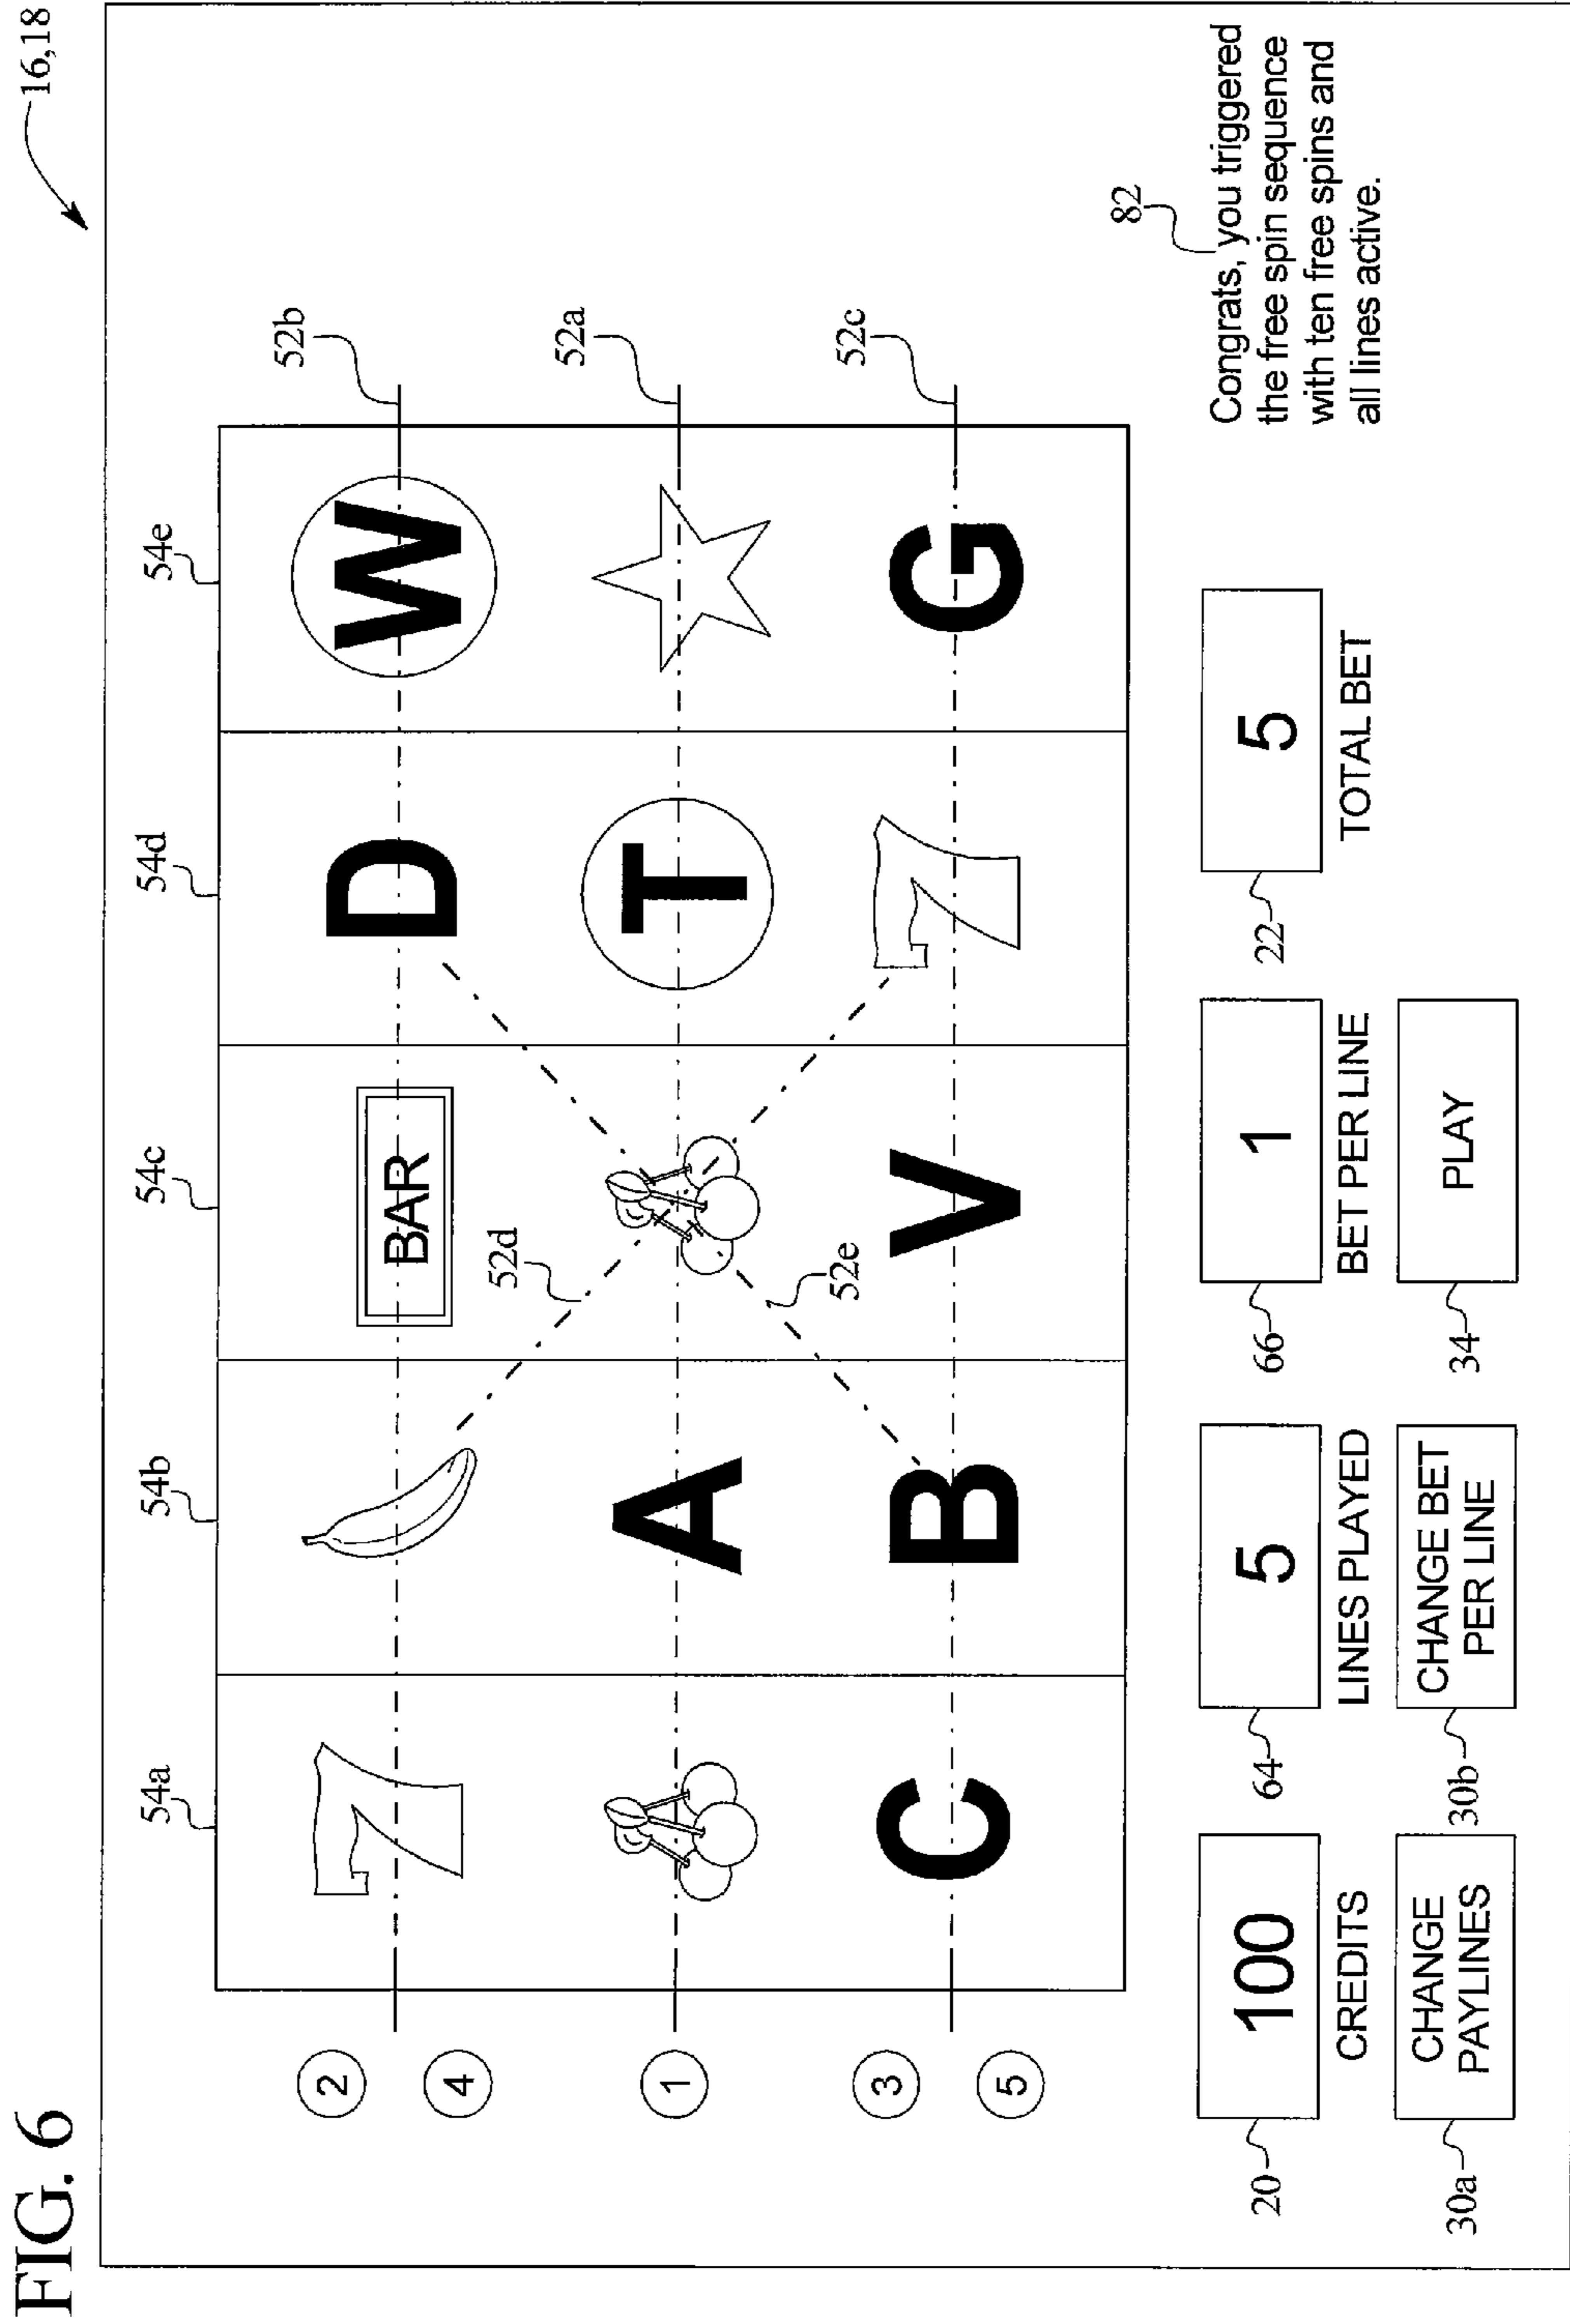 FIG. 6
16,18
54a 54b 54c 54d 54e
2 7 BAR D W 52b
4
52d
1 A T 52a
52e
3 C B V 7 G 52c
5
82
Congrats, you triggered
the free spin sequence
with ten free spins and
all lines active.
20 100 64 5 66 1 22 5
CREDITS LINES PLAYED BET PER LINE TOTAL BET
30a CHANGE
PAYLINES
30b CHANGE BET
PER LINE
34 PLAY